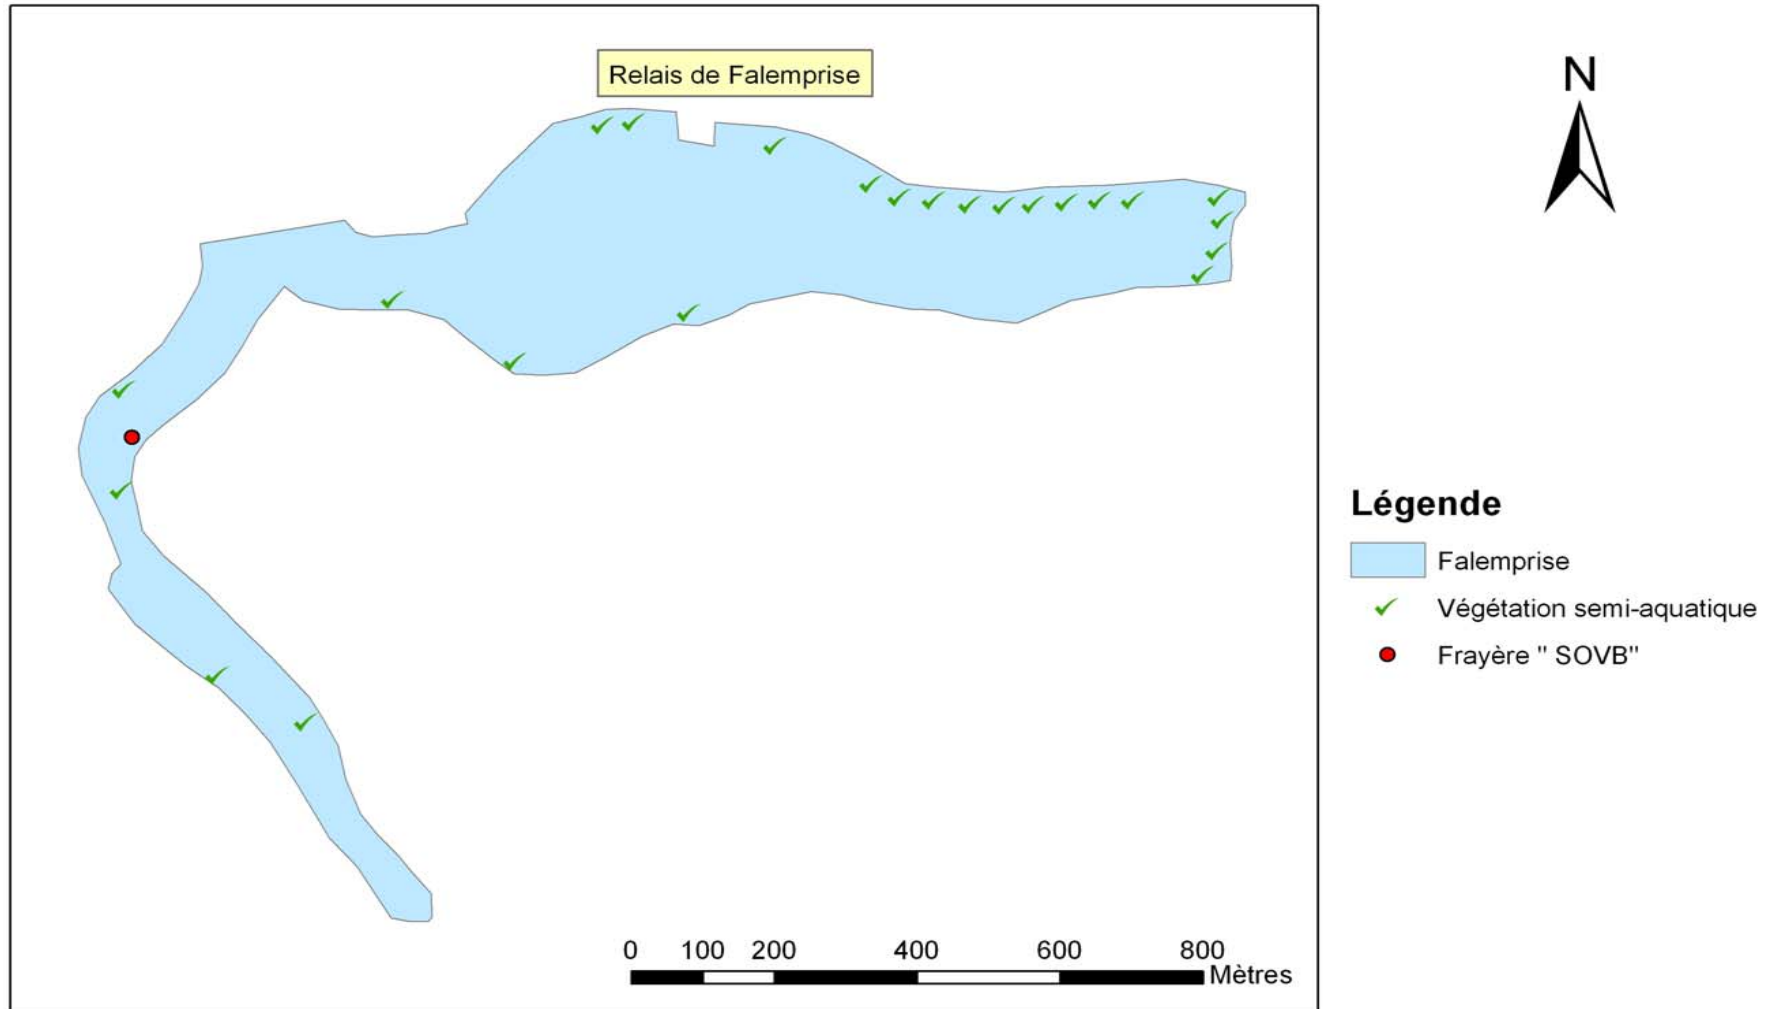 Relais de Falemprise
N
Légende
Falemprise
Végétation semi-aquatique
Frayère " SOVB"
0 100 200 400 600 800
Mètres